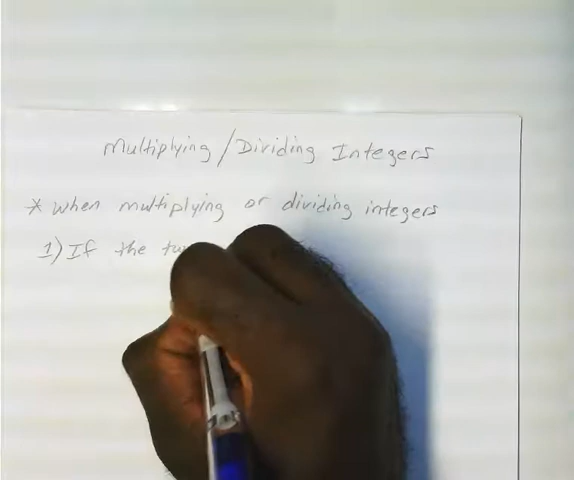 Multiplying / Dividing Integers
* when multiplying or dividing integers
1) If the